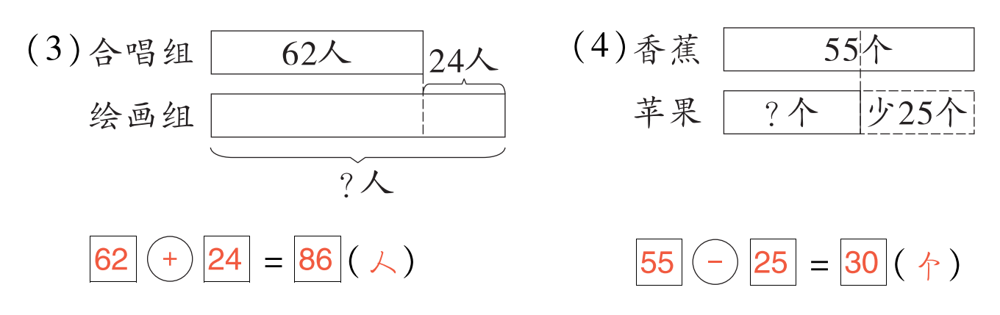 (3) 合唱组 62人 24人
绘画组
?人
62 + 24 = 86 (人)
(4) 香蕉 55个
苹果 ?个 少25个
55 - 25 = 30 (个)